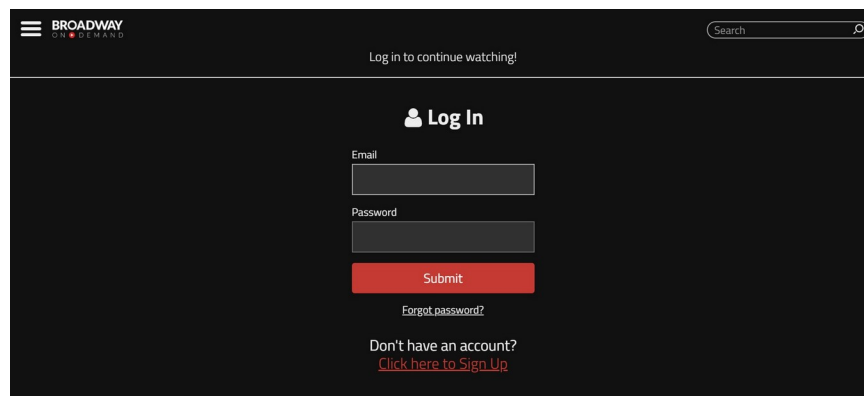 BROADWAY
ON DEMAND
Search
Log in to continue watching!
Log In
Email
Password
Submit
Forgot password?
Don't have an account?
Click here to Sign Up